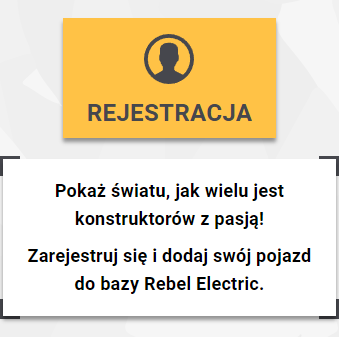 REJESTRACJA
Pokaż światu, jak wielu jest
konstruktorów z pasją!
Zarejestruj się i dodaj swój pojazd
do bazy Rebel Electric.